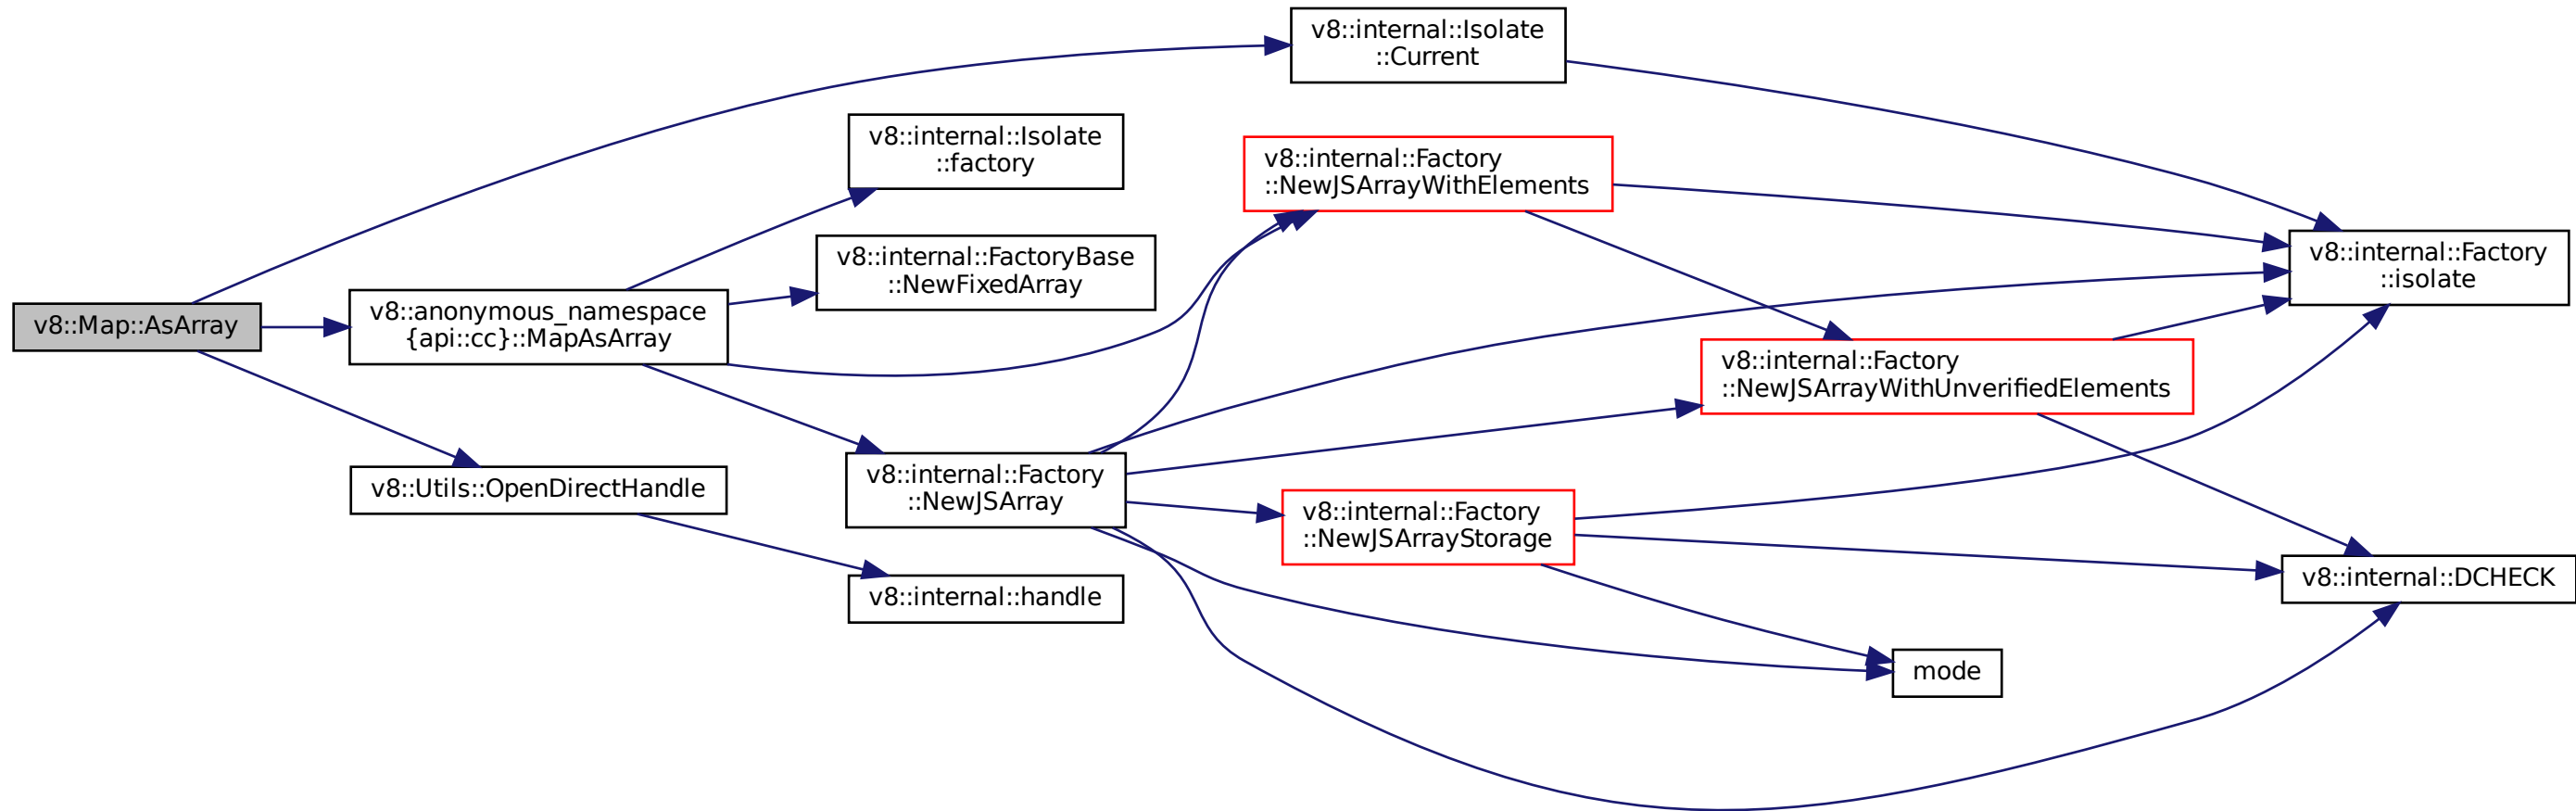 v8::Map::AsArray
v8::internal::Isolate
::Current
v8::internal::Isolate
::factory
v8::internal::FactoryBase
::NewFixedArray
v8::anonymous_namespace
{api::cc}::MapAsArray
v8::Utils::OpenDirectHandle
v8::internal::Factory
::NewJSArray
v8::internal::handle
v8::internal::Factory
::NewJSArrayWithElements
v8::internal::Factory
::NewJSArrayStorage
v8::internal::Factory
::NewJSArrayWithUnverifiedElements
mode
v8::internal::Factory
::isolate
v8::internal::DCHECK